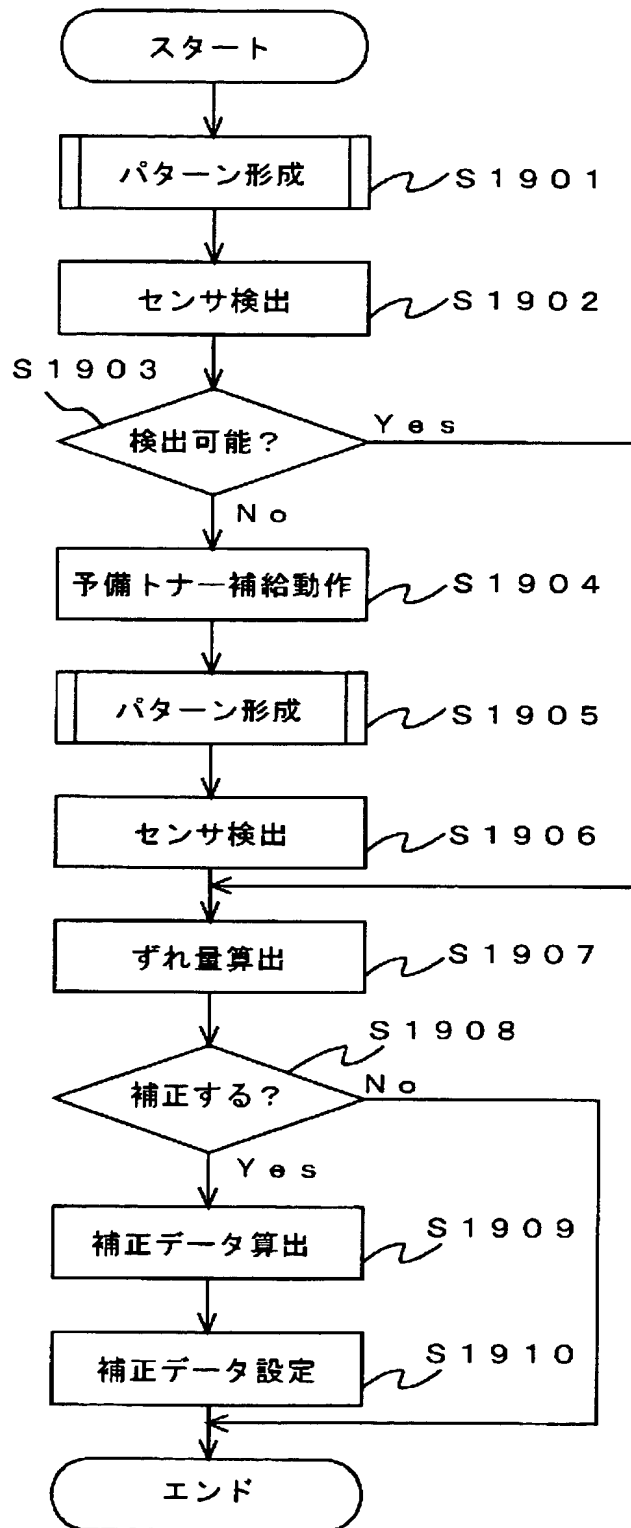 スタート
パターン形成
S1901
センサ検出
S1902
S1903
検出可能?
Yes
No
予備トナー補給動作
S1904
パターン形成
S1905
センサ検出
S1906
ずれ量算出
S1907
S1908
補正する?
No
Yes
補正データ算出
S1909
補正データ設定
S1910
エンド